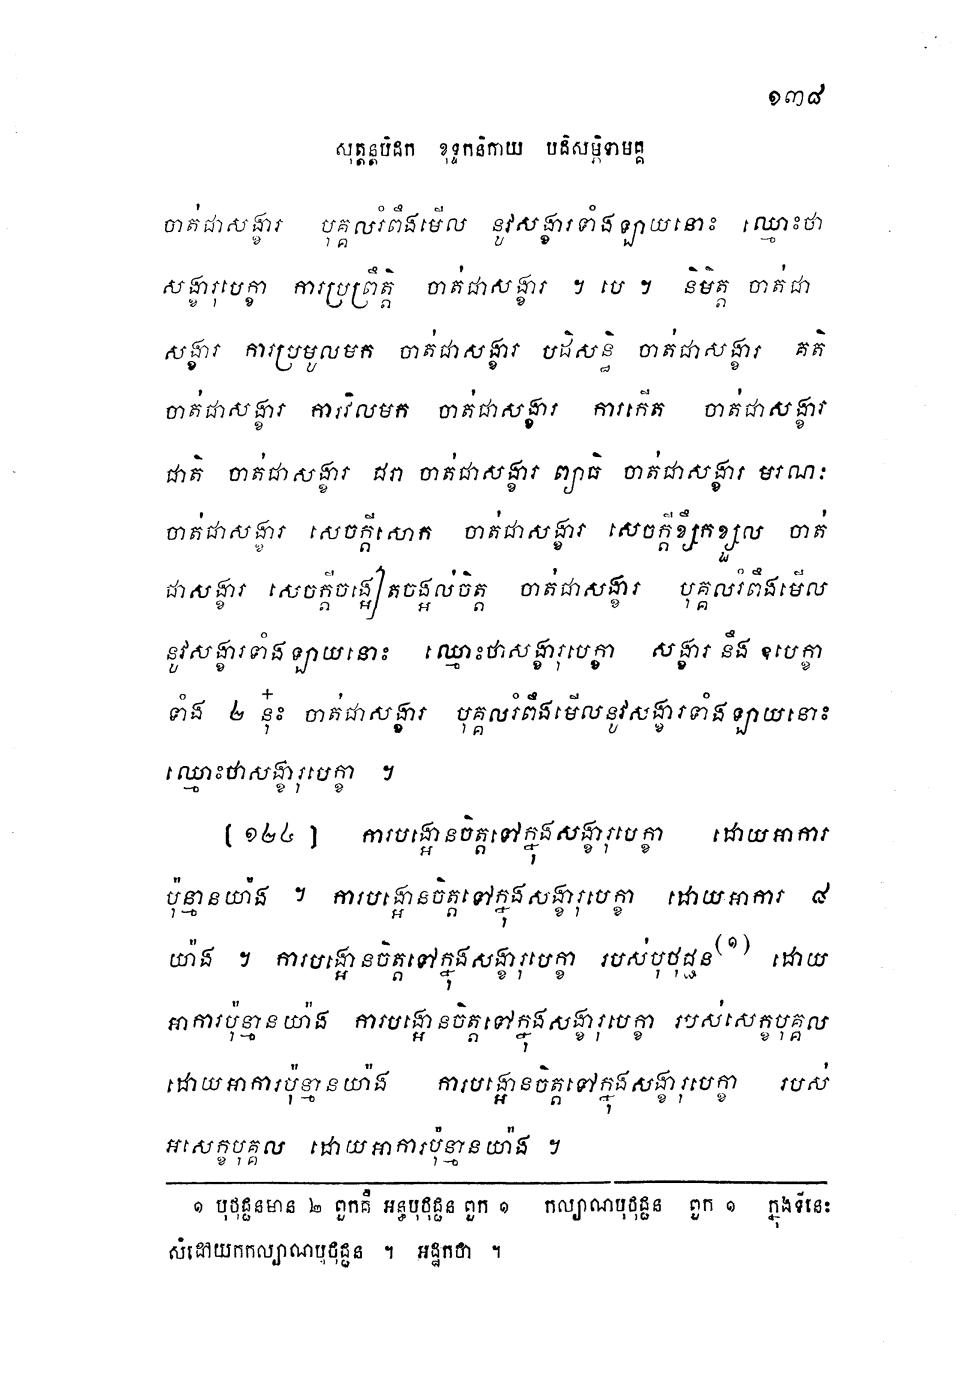 ១៣៨
សុត្តន្តបិដក ខុទ្ទកនិកាយ បដិសម្ភិទាមគ្គ
ចាត់ជាសង្ខារ បុគ្គលរំពឹងមើល នូវសង្ខារទាំងឡាយនោះ ឈ្មោះថា
សង្ខារុបេក្ខា ការប្រព្រឹត្តិ ចាត់ជាសង្ខារ ។ បេ ។ និមិត្ត ចាត់ជា
សង្ខារ ការប្រមូលមក ចាត់ជាសង្ខារ បដិសន្ធិ ចាត់ជាសង្ខារ គតិ
ចាត់ជាសង្ខារ ការវិលមក ចាត់ជាសង្ខារ ការកើត ចាត់ជាសង្ខារ
ជាតិ ចាត់ជាសង្ខារ ជរា ចាត់ជាសង្ខារ ព្យាធិ ចាត់ជាសង្ខារ មរណៈ
ចាត់ជាសង្ខារ សេចក្តីសោក ចាត់ជាសង្ខារ សេចក្តីខ្សឹកខ្សួល ចាត់
ជាសង្ខារ សេចក្តីចង្អៀតចង្អល់ចិត្ត ចាត់ជាសង្ខារ បុគ្គលរំពឹងមើល
នូវសង្ខារទាំងឡាយនោះ ឈ្មោះថាសង្ខារុបេក្ខា សង្ខារ នឹង ឧបេក្ខា
ទាំង ២ នុ៎ះ ចាត់ជាសង្ខារ បុគ្គលរំពឹងមើលនូវសង្ខារទាំងឡាយនោះ
ឈ្មោះថាសង្ខារុបេក្ខា ។
[ ១២៤ ] ការបង្អោនចិត្តទៅក្នុងសង្ខារុបេក្ខា ដោយអាការ
ប៉ុន្មានយ៉ាង ។ ការបង្អោនចិត្តទៅក្នុងសង្ខារុបេក្ខា ដោយអាការ ៨
យ៉ាង ។ ការបង្អោនចិត្តទៅក្នុងសង្ខារុបេក្ខា របស់បុថុជ្ជន(១) ដោយ
អាការប៉ុន្មានយ៉ាង ការបង្អោនចិត្តទៅក្នុងសង្ខារុបេក្ខា របស់សេក្ខបុគ្គល
ដោយអាការប៉ុន្មានយ៉ាង ការបង្អោនចិត្តទៅក្នុងសង្ខារុបេក្ខា របស់
អសេក្ខបុគ្គល ដោយអាការប៉ុន្មានយ៉ាង ។
១ បុថុជ្ជនមាន ២ ពួកគឺ អន្ធបុថុជ្ជន ពួក ១ កល្យាណបុថុជ្ជន ពួក ១ ក្នុងទីនេះ
សំដៅយកកល្យាណបុថុជ្ជន ។ អដ្ឋកថា ។